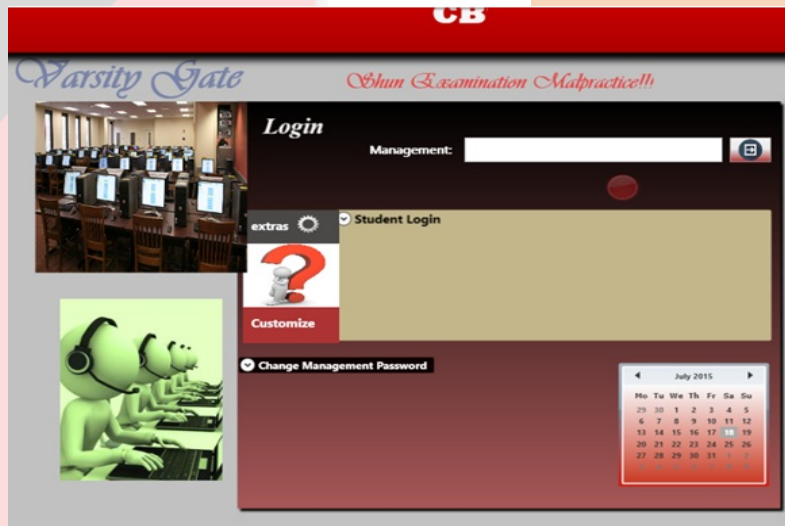 CB
Varsity Gate
Shun Examination Malpractice!!!
Login
Management:
extras
Student Login
Customize
Change Management Password
July 2015
Mo Tu We Th Fr Sa Su
29 30 1 2 3 4 5
6 7 8 9 10 11 12
13 14 15 16 17 18 19
20 21 22 23 24 25 26
27 28 29 30 31 1 2